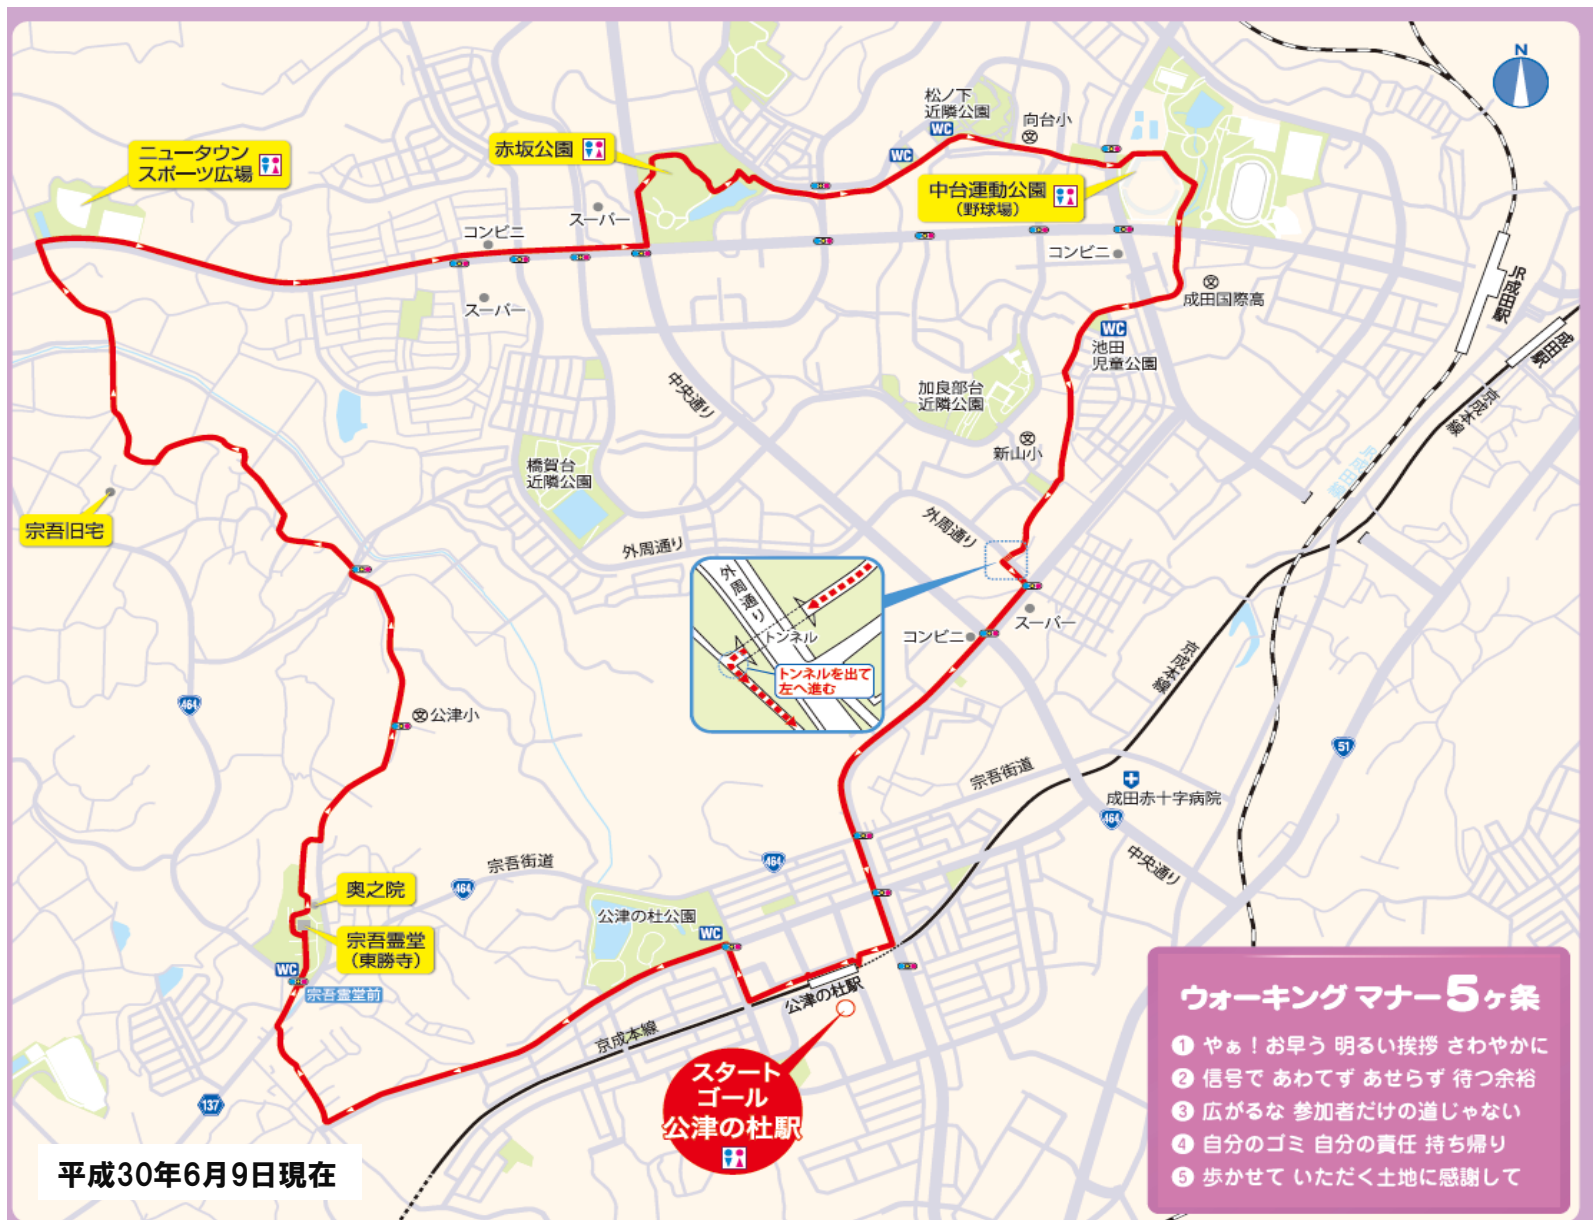 N
松ノ下
近隣公園
WC
向台小
文
ニュータウン
スポーツ広場
赤坂公園
WC
中台運動公園
(野球場)
スーパー
コンビニ
コンビニ
スーパー
文
成田国際高
JR成田駅
成田駅
WC
池田
児童公園
中央通り
加良部台
近隣公園
京成本線
文
新山小
橋賀台
近隣公園
宗吾旧宅
外周通り
外周通り
外周通り
トンネル
トンネルを出て
左へ進む
スーパー
コンビニ
京成本線
464
文公津小
51
宗吾街道
成田赤十字病院
464
中央通り
464
宗吾街道
464
奥之院
公津の杜公園
WC
宗吾霊堂
(東勝寺)
WC
宗吾霊堂前
公津の杜駅
京成本線
スタート
ゴール
公津の杜駅
137
平成30年6月9日現在
ウォーキング マナー5ヶ条
1 やぁ！お早う 明るい挨拶 さわやかに
2 信号で あわてず あせらず 待つ余裕
3 広がるな 参加者だけの道じゃない
4 自分のゴミ 自分の責任 持ち帰り
5 歩かせて いただく土地に感謝して